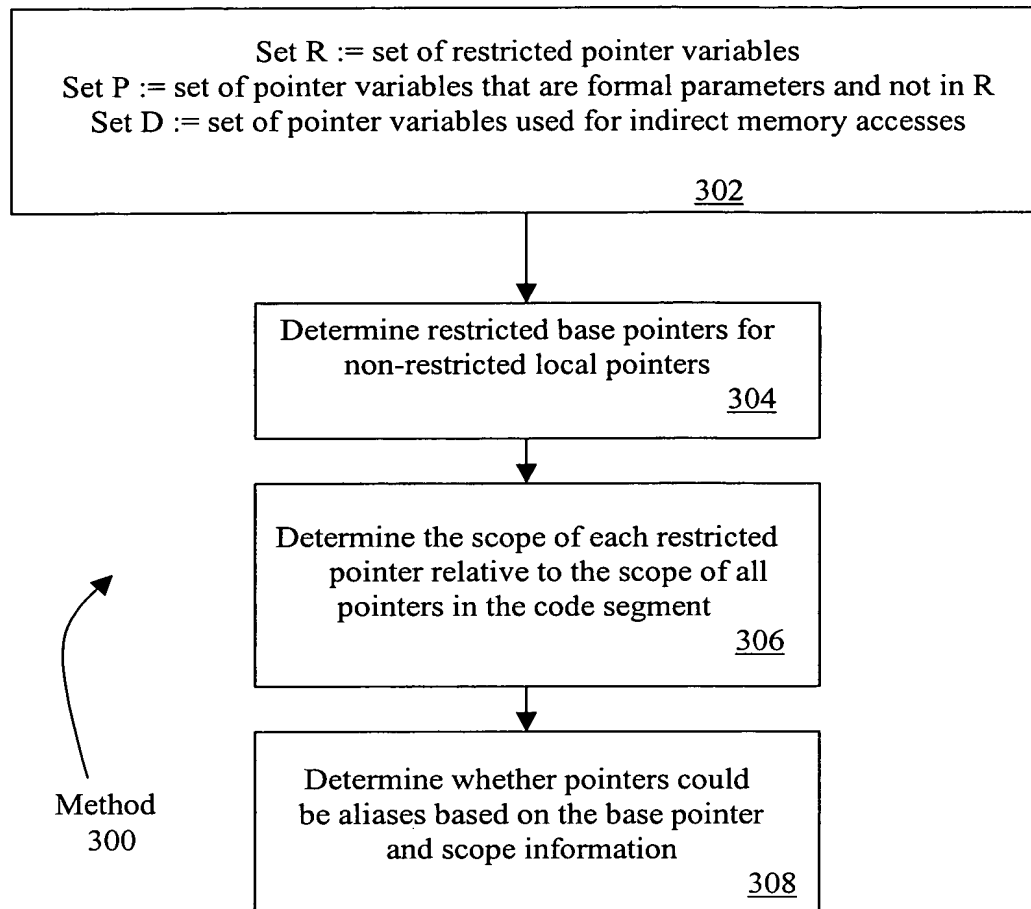 Set R := set of restricted pointer variables
Set P := set of pointer variables that are formal parameters and not in R
Set D := set of pointer variables used for indirect memory accesses
302
Determine restricted base pointers for
non-restricted local pointers
304
Determine the scope of each restricted
pointer relative to the scope of all
pointers in the code segment
306
Determine whether pointers could
be aliases based on the base pointer
and scope information
308
Method
300